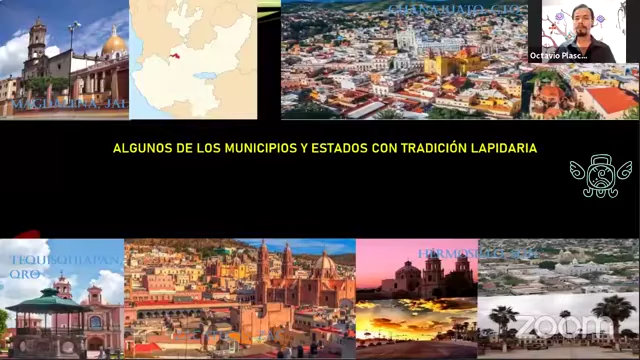 GUANAJUATO, GTO
Octavio Plasc...
MAGDALENA, JAL
ALGUNOS DE LOS MUNICIPIOS Y ESTADOS CON TRADICIÓN LAPIDARIA
TEQUISQUIAPAN,
QRO
zoom